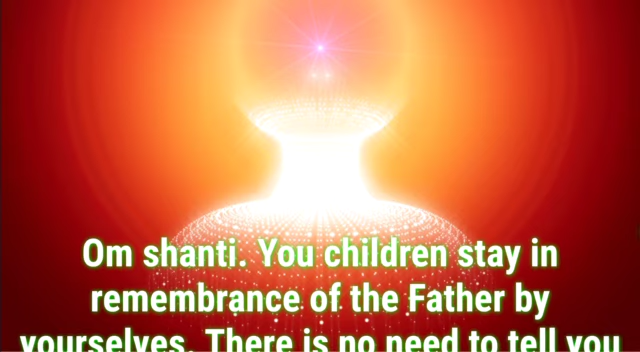 Om shanti. You children stay in
remembrance of the Father by
yourselves. There is no need to tell you